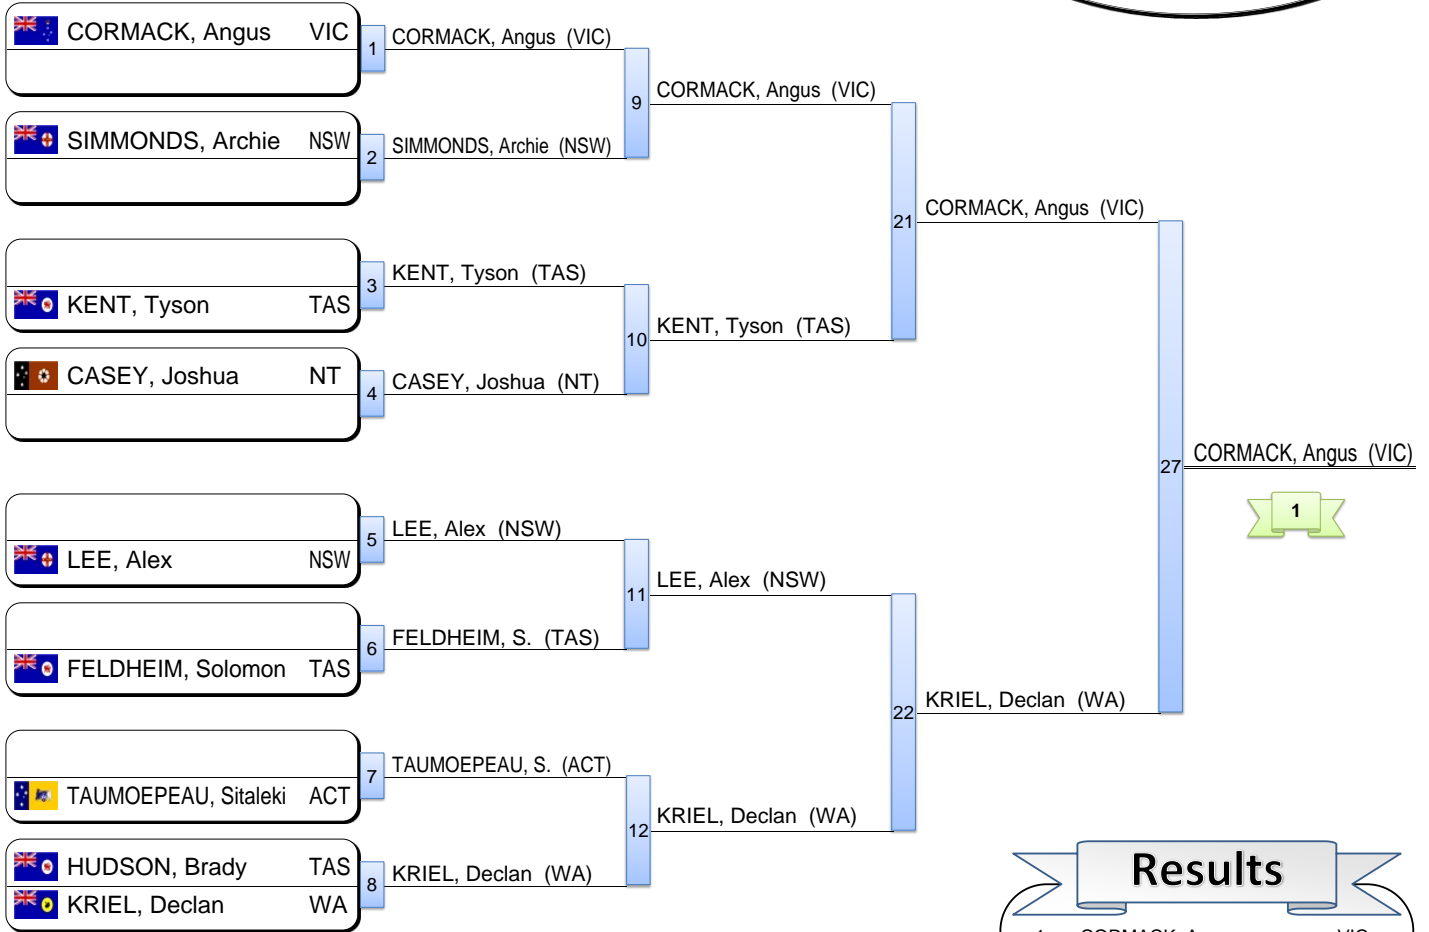 CORMACK, Angus VIC
SIMMONDS, Archie NSW
KENT, Tyson TAS
CASEY, Joshua NT
LEE, Alex NSW
FELDHEIM, Solomon TAS
TAUMOEPEAU, Sitaleki ACT
HUDSON, Brady TAS
KRIEL, Declan WA
1 CORMACK, Angus (VIC)
2 SIMMONDS, Archie (NSW)
3 KENT, Tyson (TAS)
4 CASEY, Joshua (NT)
5 LEE, Alex (NSW)
6 FELDHEIM, S. (TAS)
7 TAUMOEPEAU, S. (ACT)
8 KRIEL, Declan (WA)
9 CORMACK, Angus (VIC)
10 KENT, Tyson (TAS)
11 LEE, Alex (NSW)
12 KRIEL, Declan (WA)
21 CORMACK, Angus (VIC)
22 KRIEL, Declan (WA)
27 CORMACK, Angus (VIC)
1
Results
1 CORMACK, Angus VIC